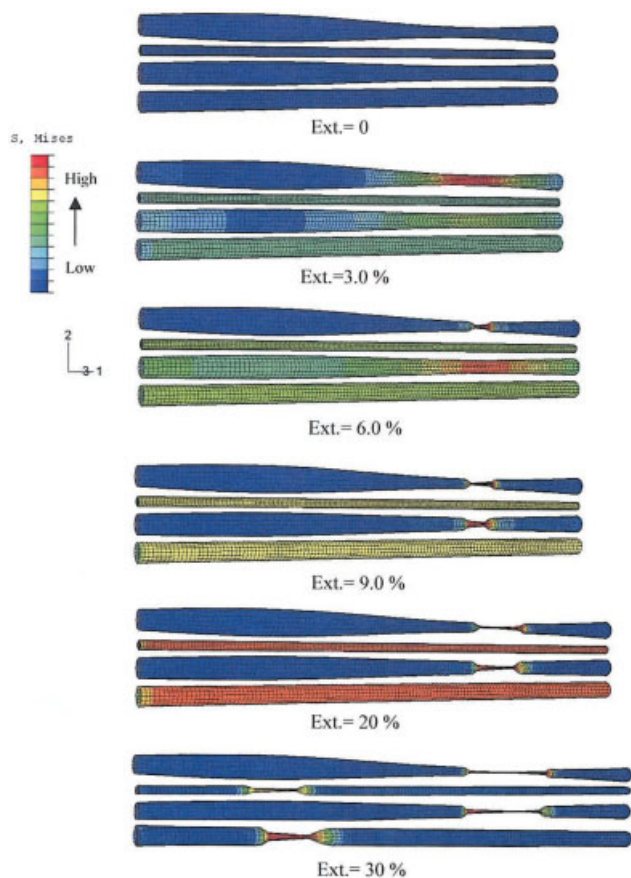 Ext.= 0
S, Mises
High
Low
Ext.=3.0 %
2
3 1
Ext.= 6.0 %
Ext.= 9.0 %
Ext.= 20 %
Ext.= 30 %